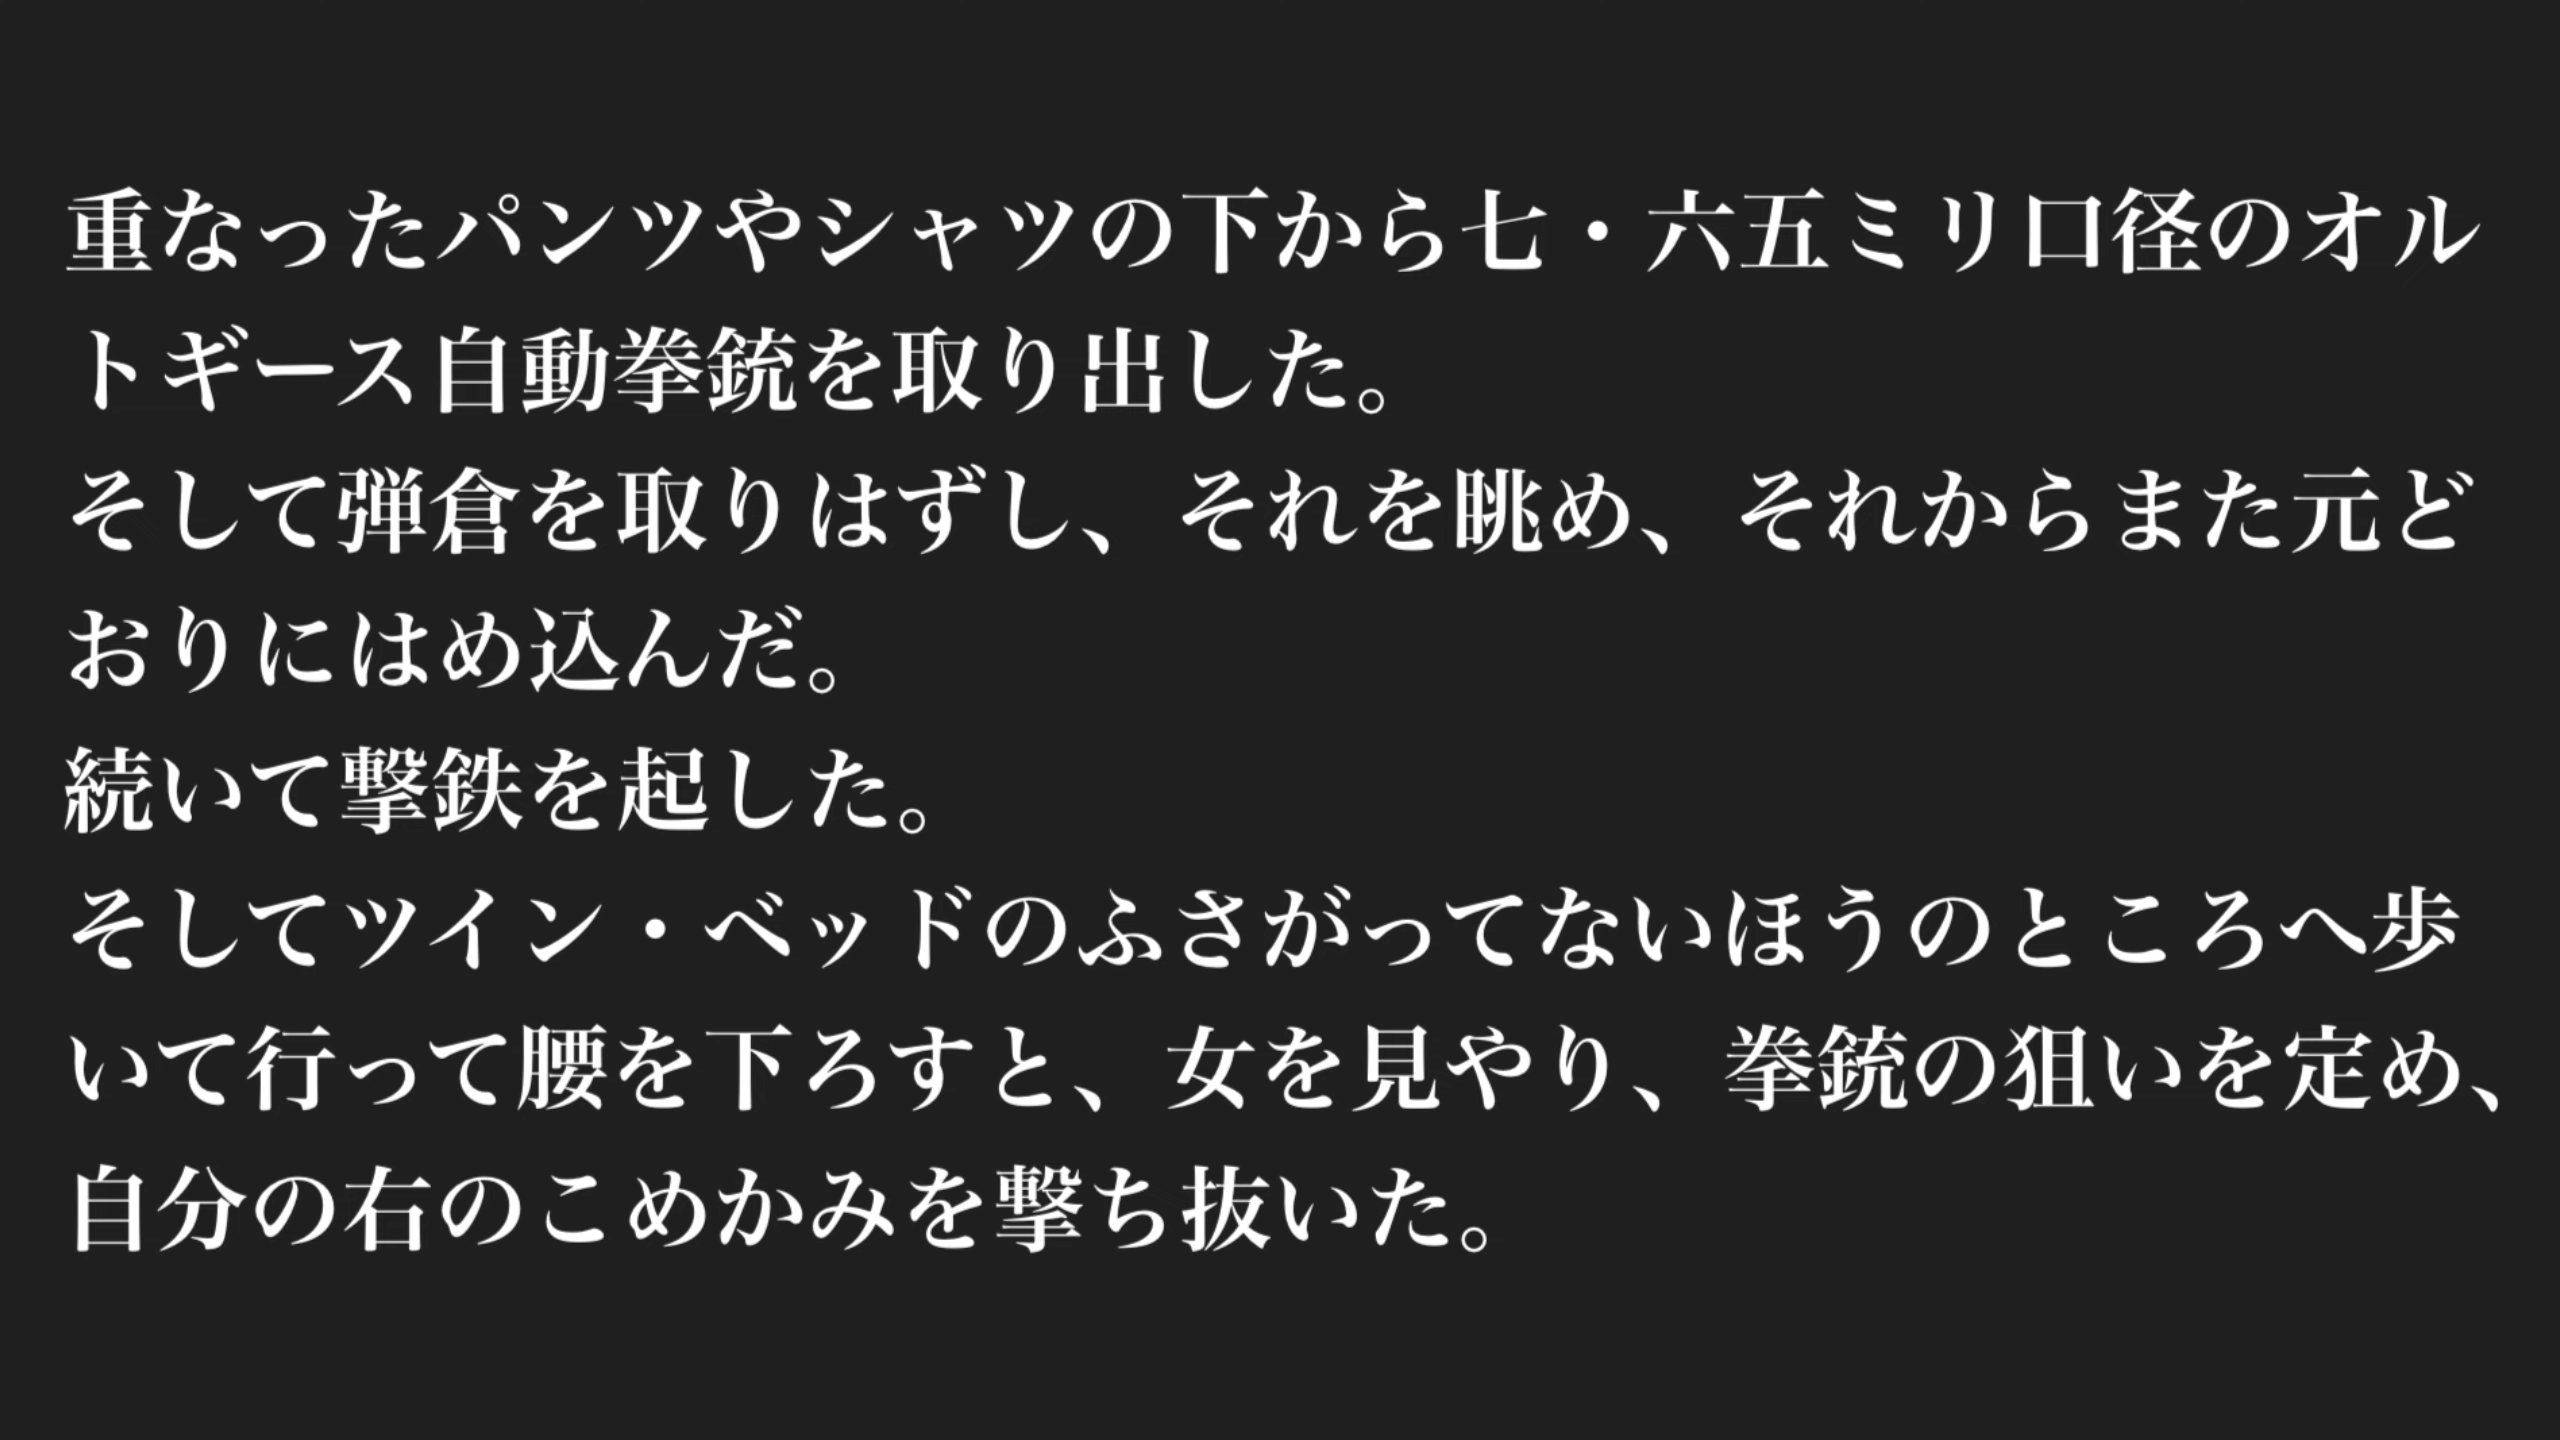 重なったパンツやシャツの下から七・六五ミリ口径のオル
トギース自動拳銃を取り出した。
そして弾倉を取りはずし、それを眺め、それからまた元ど
おりにはめ込んだ。
続いて撃鉄を起した。
そしてツイン・ベッドのふさがってないほうのところへ歩
いて行って腰を下ろすと、女を見やり、拳銃の狙いを定め、
自分の右のこめかみを撃ち抜いた。